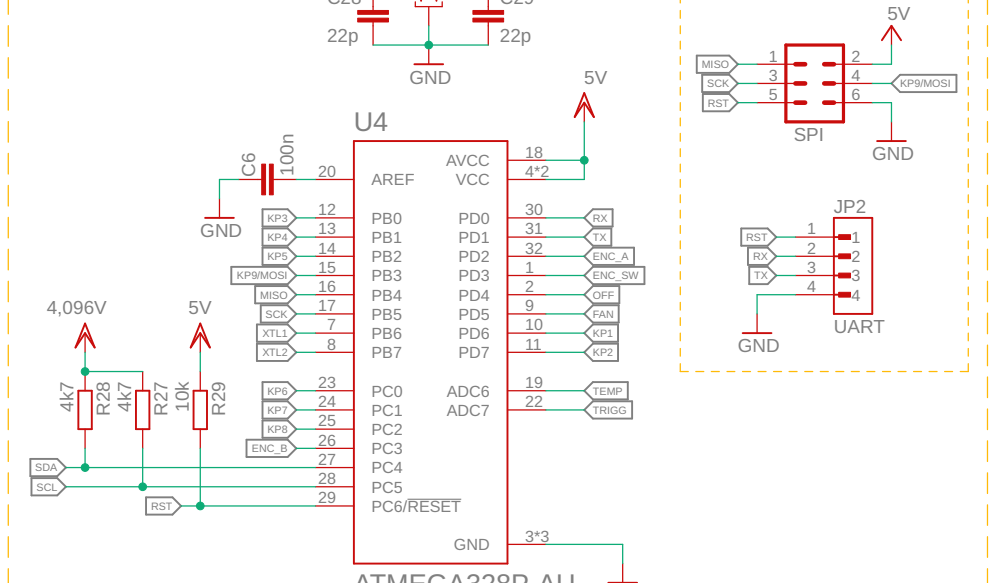 C28
C29
22p
22p
GND
5V
MISO
1
2
SCK
3
4
KP9/MOSI
RST
5
6
SPI
GND
5V
U4
C6
100n
GND
20
AREF
AVCC
18
VCC
4*2
KP3
12
PB0
PD0
30
RX
KP4
13
PB1
PD1
31
TX
KP5
14
PB2
PD2
32
ENC_A
KP9/MOSI
15
PB3
PD3
1
ENC_SW
MISO
16
PB4
PD4
2
OFF
SCK
17
PB5
PD5
9
FAN
XTL1
7
PB6
PD6
10
KP1
XTL2
8
PB7
PD7
11
KP2
JP2
RST
1
1
RX
2
2
TX
3
3
4
4
UART
GND
4,096V
5V
4k7
R28
4k7
R27
10k
R29
KP6
23
PC0
ADC6
19
TEMP
KP7
24
PC1
ADC7
22
TRIGG
KP8
25
PC2
ENC_B
26
PC3
SDA
27
PC4
SCL
28
PC5
RST
29
PC6/RESET
GND
3*3
ATMEGA328P-AU